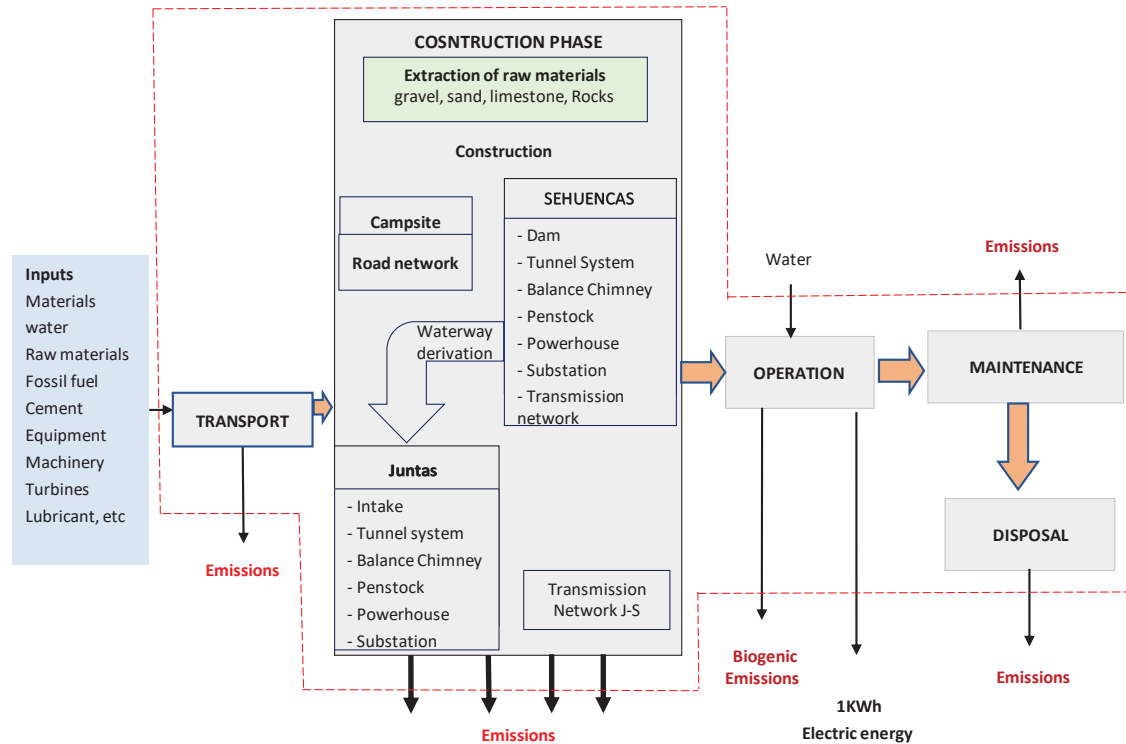 COSNTRUCTION PHASE
Extraction of raw materials
gravel, sand, limestone, Rocks
Construction
Campsite
Road network
SEHUENCAS
- Dam
- Tunnel System
- Balance Chimney
- Penstock
- Powerhouse
- Substation
- Transmission
network
Waterway
derivation
Juntas
- Intake
- Tunnel system
- Balance Chimney
- Penstock
- Powerhouse
- Substation
Transmission
Network J-S
Emissions
Inputs
Materials
water
Raw materials
Fossil fuel
Cement
Equipment
Machinery
Turbines
Lubricant, etc
TRANSPORT
Emissions
Water
OPERATION
Biogenic
Emissions
1KWh
Electric energy
Emissions
MAINTENANCE
DISPOSAL
Emissions